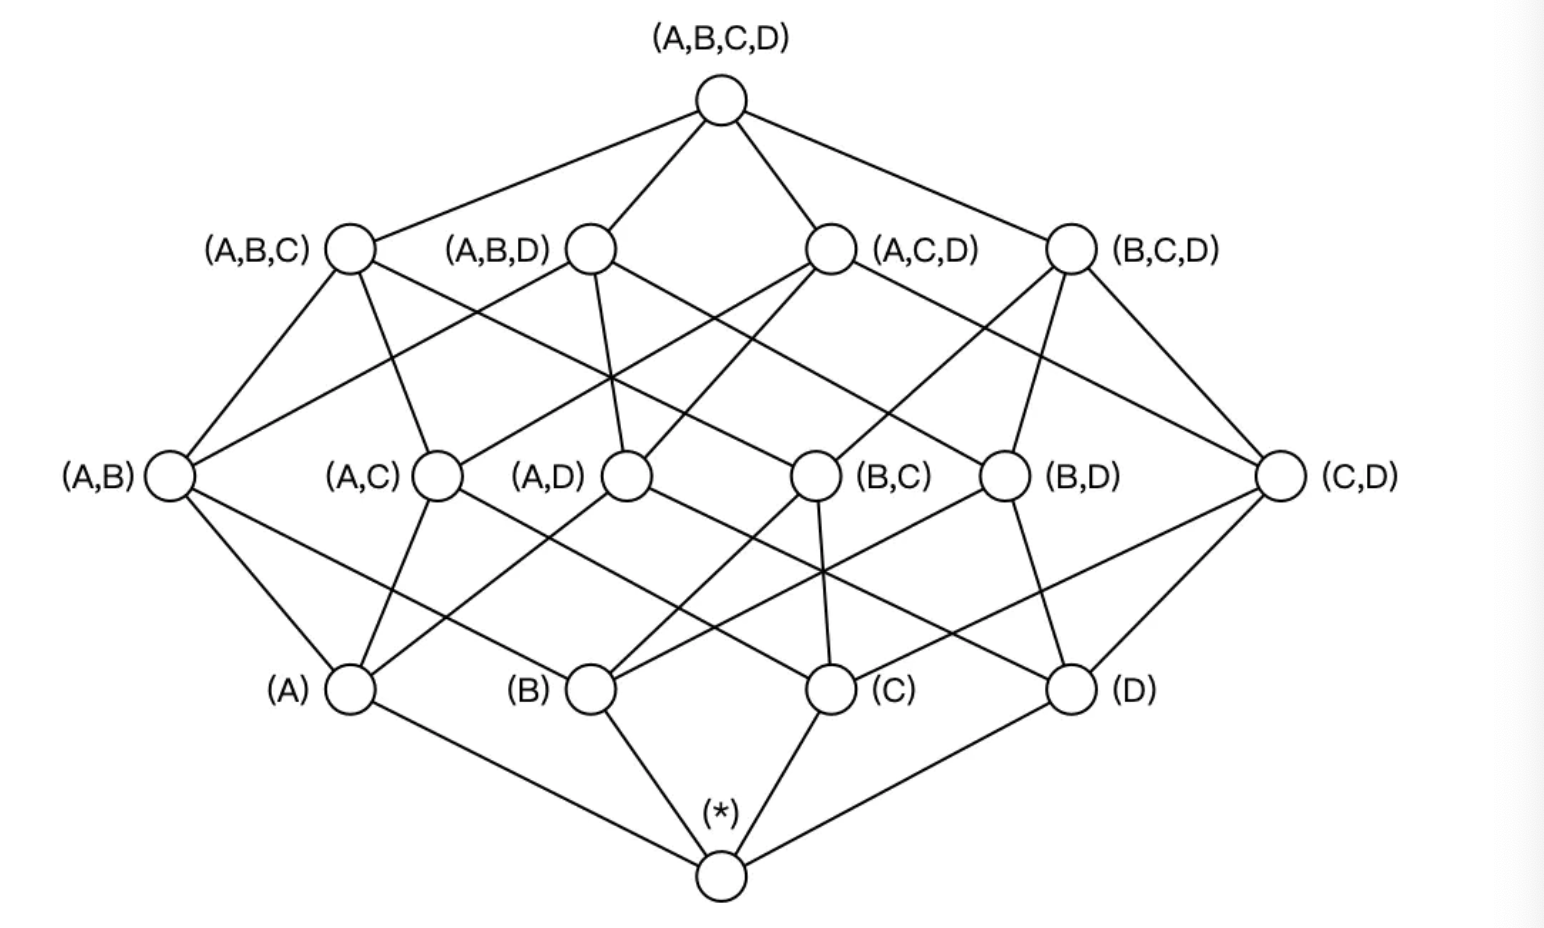 (A,B,C,D)
(A,B,C) (A,B,D) (A,C,D) (B,C,D)
(A,B) (A,C) (A,D) (B,C) (B,D) (C,D)
(A) (B) (C) (D)
(*)